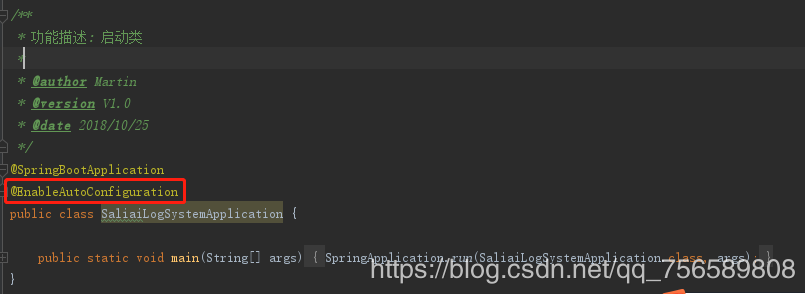 /**
* 功能描述: 启动类
*
* @author Martin
* @version V1.0
* @date 2018/10/25
*/
@SpringBootApplication
@EnableAutoConfiguration
public class SaliaiLogSystemApplication {
public static void main(String[] args) { SpringApplication.run(SaliaiLogSystemApplication.class, args); }
}
https://blog.csdn.net/qq_756589808